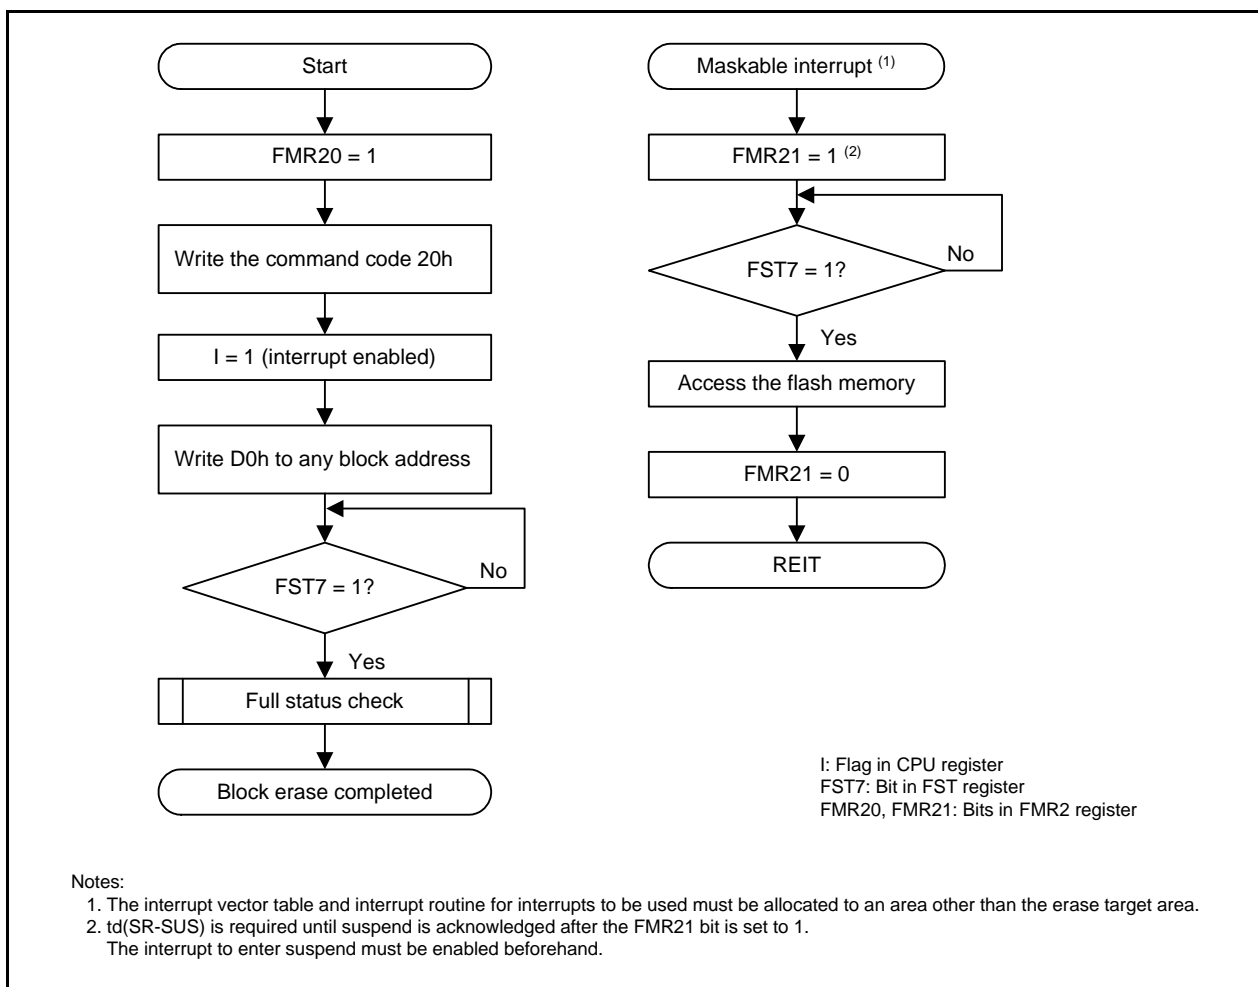 Start
FMR20 = 1
Write the command code 20h
I = 1 (interrupt enabled)
Write D0h to any block address
FST7 = 1?
No
Yes
Full status check
Block erase completed
Maskable interrupt (1)
FMR21 = 1 (2)
FST7 = 1?
No
Yes
Access the flash memory
FMR21 = 0
REIT
I: Flag in CPU register
FST7: Bit in FST register
FMR20, FMR21: Bits in FMR2 register
Notes:
1. The interrupt vector table and interrupt routine for interrupts to be used must be allocated to an area other than the erase target area.
2. td(SR-SUS) is required until suspend is acknowledged after the FMR21 bit is set to 1.
The interrupt to enter suspend must be enabled beforehand.